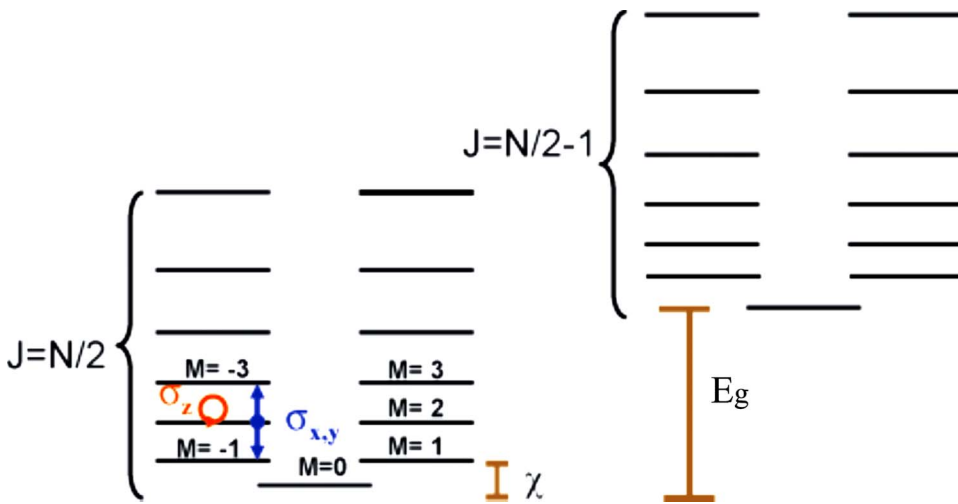 J=N/2-1
J=N/2
M= -3
M= 3
σz
M= 2
σx,y
M= -1
M= 1
M=0
χ
Eg